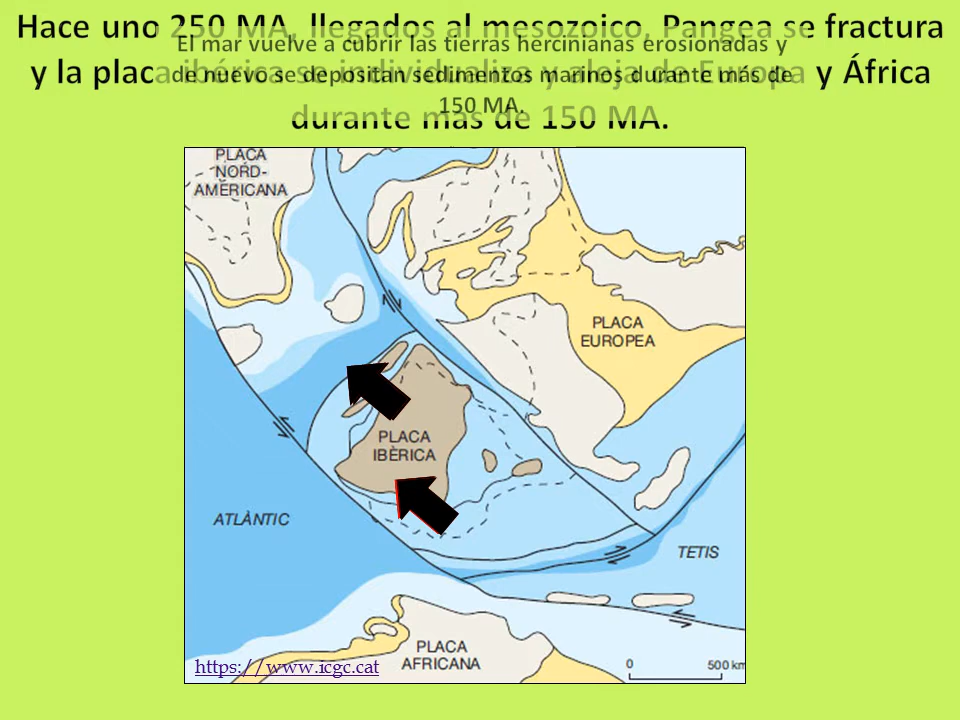 Hace uno 250 MA, llegados al mesozoico, Pangea se fractura
y la placa ibérica se individualiza y aleja de Europa y África
durante más de 150 MA.
El mar vuelve a cubrir las tierras hercinianas erosionadas y
de nuevo se depositan sedimentos marinos durante más de
150 MA.
PLACA
NORD-
AMERICANA
PLACA
EUROPEA
PLACA
IBÈRICA
ATLÀNTIC
TETIS
PLACA
AFRICANA
https://www.icgc.cat
0 500 km